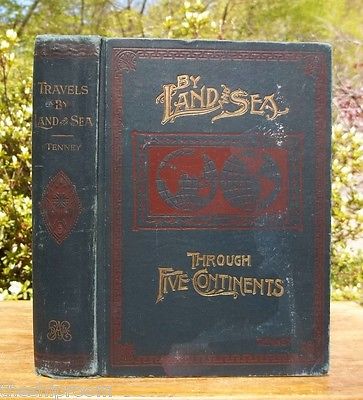 TRAVELS
BY
LAND AND SEA
TENNEY
BY
LAND AND SEA
THROUGH
FIVE CONTINENTS